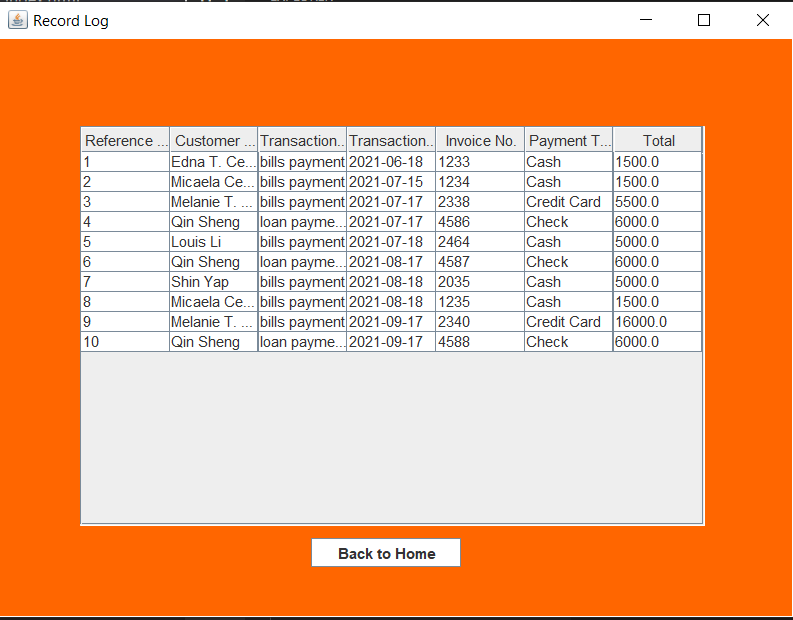 Record Log
Reference ... Customer ... Transaction.. Transaction.. Invoice No. Payment T... Total
1 Edna T. Ce... bills payment 2021-06-18 1233 Cash 1500.0
2 Micaela Ce... bills payment 2021-07-15 1234 Cash 1500.0
3 Melanie T. ... bills payment 2021-07-17 2338 Credit Card 5500.0
4 Qin Sheng loan payme... 2021-07-17 4586 Check 6000.0
5 Louis Li bills payment 2021-07-18 2464 Cash 5000.0
6 Qin Sheng loan payme... 2021-08-18 4587 Check 6000.0
7 Shin Yap bills payment 2021-08-18 2035 Cash 5000.0
8 Micaela Ce... bills payment 2021-08-18 1235 Cash 1500.0
9 Melanie T. ... bills payment 2021-09-17 2340 Credit Card 16000.0
10 Qin Sheng loan payme... 2021-09-17 4588 Check 6000.0
Back to Home